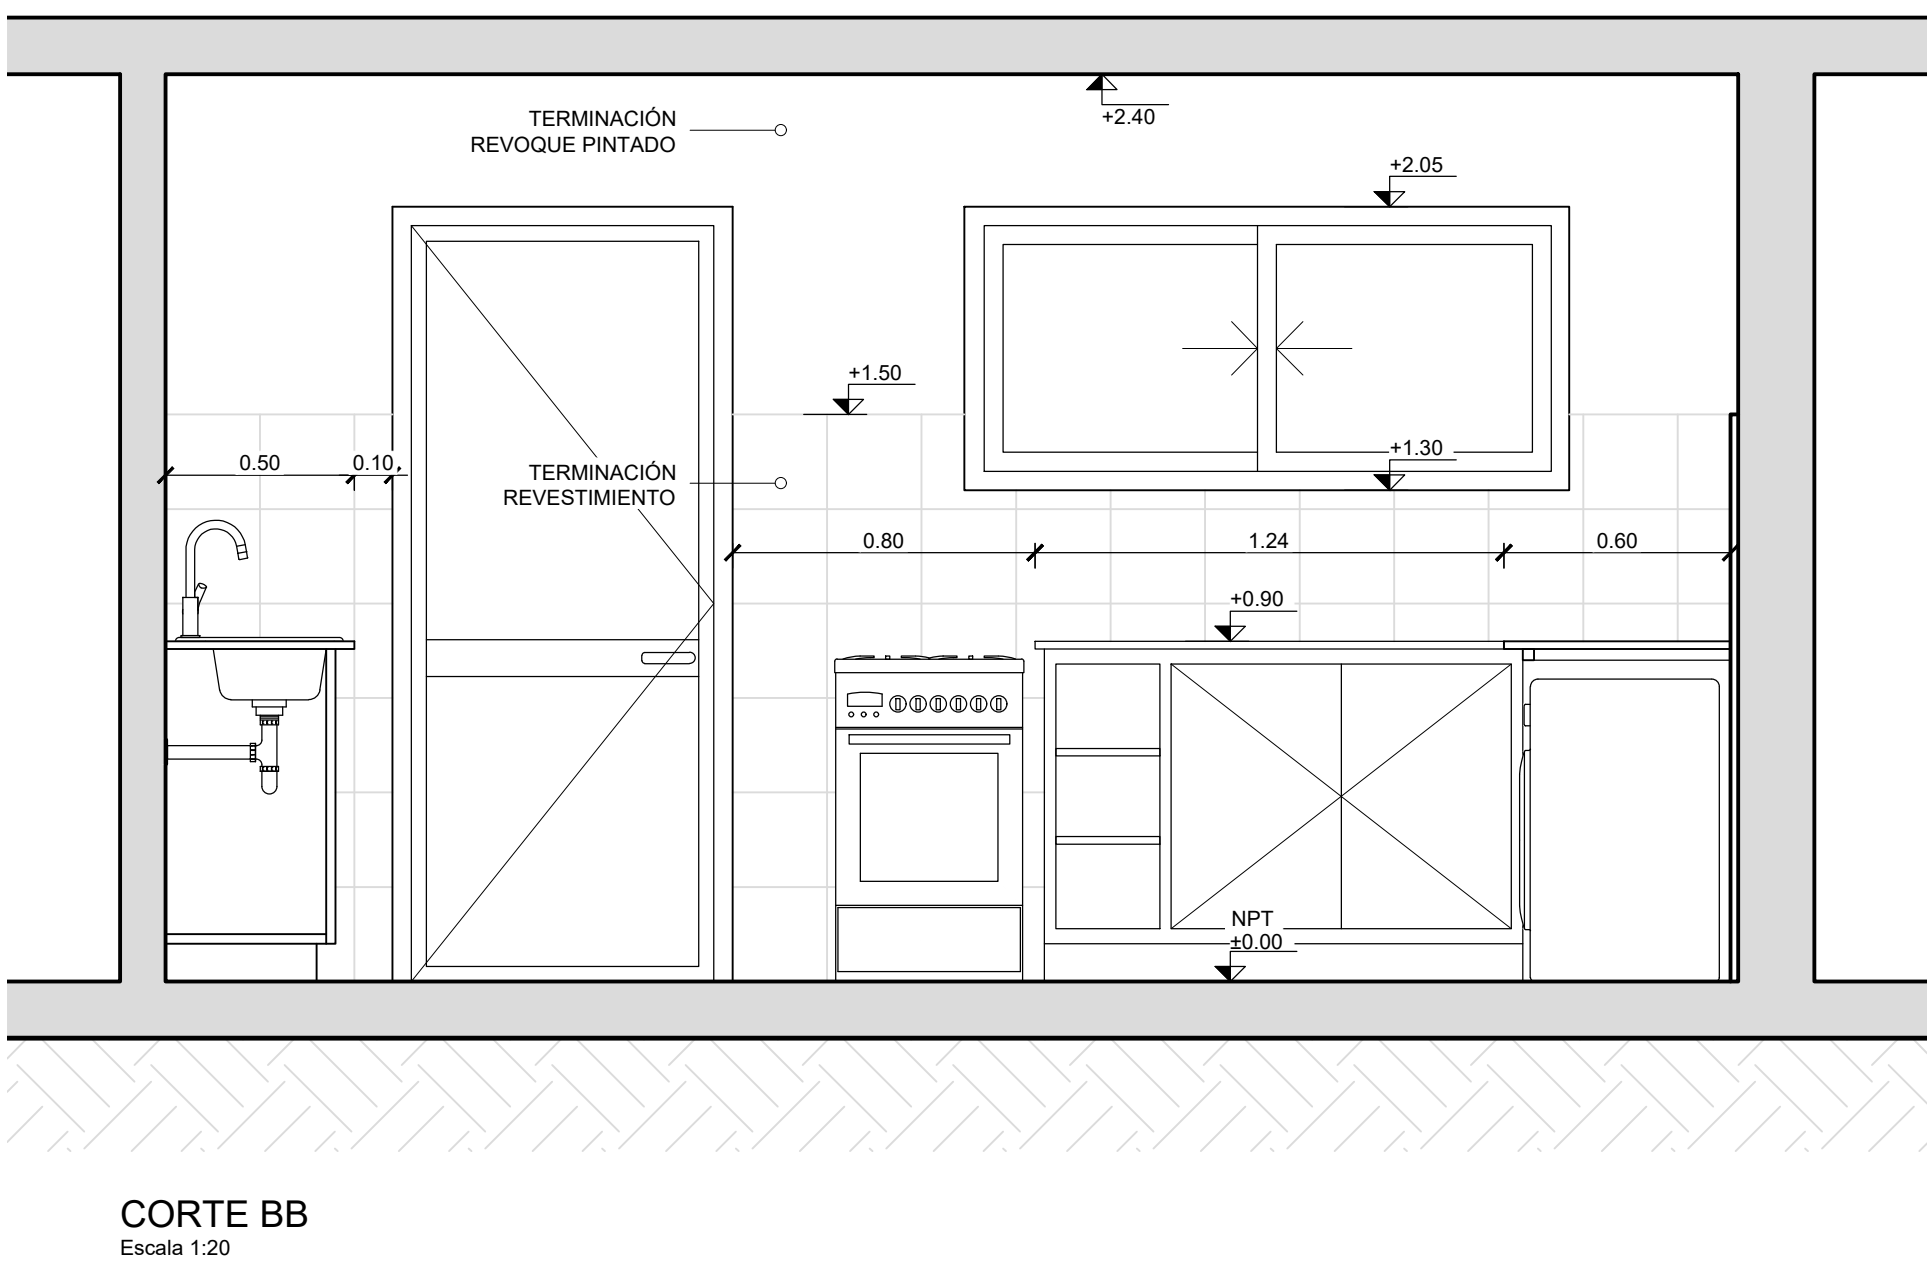 TERMINACIÓN
REVOQUE PINTADO
+2.40
+2.05
+1.50
+1.30
0.50
0.10
TERMINACIÓN
REVESTIMIENTO
0.80
1.24
0.60
+0.90
NPT
±0.00
CORTE BB
Escala 1:20